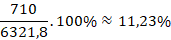 710/6321,8 . 100% ≈ 11,23%